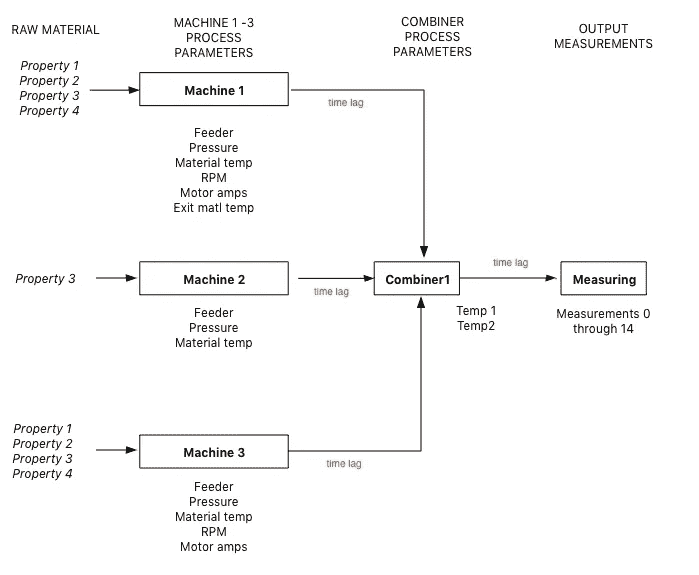 RAW MATERIAL
MACHINE 1 -3
PROCESS
PARAMETERS
COMBINER
PROCESS
PARAMETERS
OUTPUT
MEASUREMENTS
Property 1
Property 2
Property 3
Property 4
Machine 1
time lag
Feeder
Pressure
Material temp
RPM
Motor amps
Exit matl temp
Property 3
Machine 2
time lag
Combiner1
time lag
Measuring
Feeder
Pressure
Material temp
Temp 1
Temp2
Measurements 0
through 14
Property 1
Property 2
Property 3
Property 4
Machine 3
time lag
Feeder
Pressure
Material temp
RPM
Motor amps